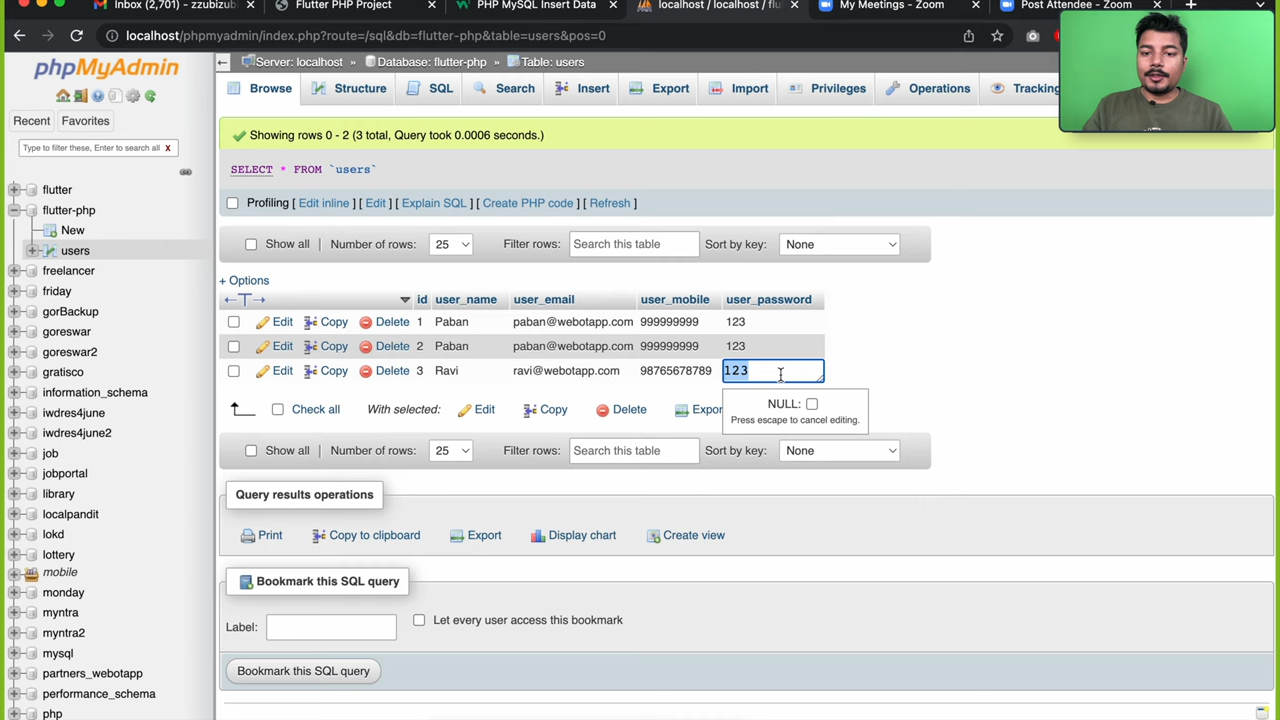 Inbox (2,701) - zzubizub
Flutter PHP Project
PHP MySQL Insert Data
localhost / localhost / flu
My Meetings - Zoom
Post Attendee - Zoom
localhost/phpmyadmin/index.php?route=/sql&db=flutter-php&table=users&pos=0
phpMyAdmin
Recent
Favorites
Type to filter these, Enter to search all
X
flutter
flutter-php
New
users
freelancer
friday
gorBackup
goreswar
goreswar2
gratisco
information_schema
iwdres4june
iwdres4june2
job
jobportal
library
localpandit
lokd
lottery
mobile
monday
myntra
myntra2
mysql
partners_webotapp
performance_schema
php
Server: localhost » Database: flutter-php » Table: users
Browse
Structure
SQL
Search
Insert
Export
Import
Privileges
Operations
Tracking
Showing rows 0 - 2 (3 total, Query took 0.0006 seconds.)
SELECT * FROM `users`
Profiling [ Edit inline ] [ Edit ] [ Explain SQL ] [ Create PHP code ] [ Refresh ]
Show all | Number of rows: 25 Filter rows: Search this table Sort by key: None
+ Options
←T→ id user_name user_email user_mobile user_password
Edit Copy Delete 1 Paban paban@webotapp.com 999999999 123
Edit Copy Delete 2 Paban paban@webotapp.com 999999999 123
Edit Copy Delete 3 Ravi ravi@webotapp.com 98765678789 123
NULL:
Press escape to cancel editing.
Check all With selected: Edit Copy Delete Expor
Show all | Number of rows: 25 Filter rows: Search this table Sort by key: None
Query results operations
Print Copy to clipboard Export Display chart Create view
Bookmark this SQL query
Label:
Let every user access this bookmark
Bookmark this SQL query